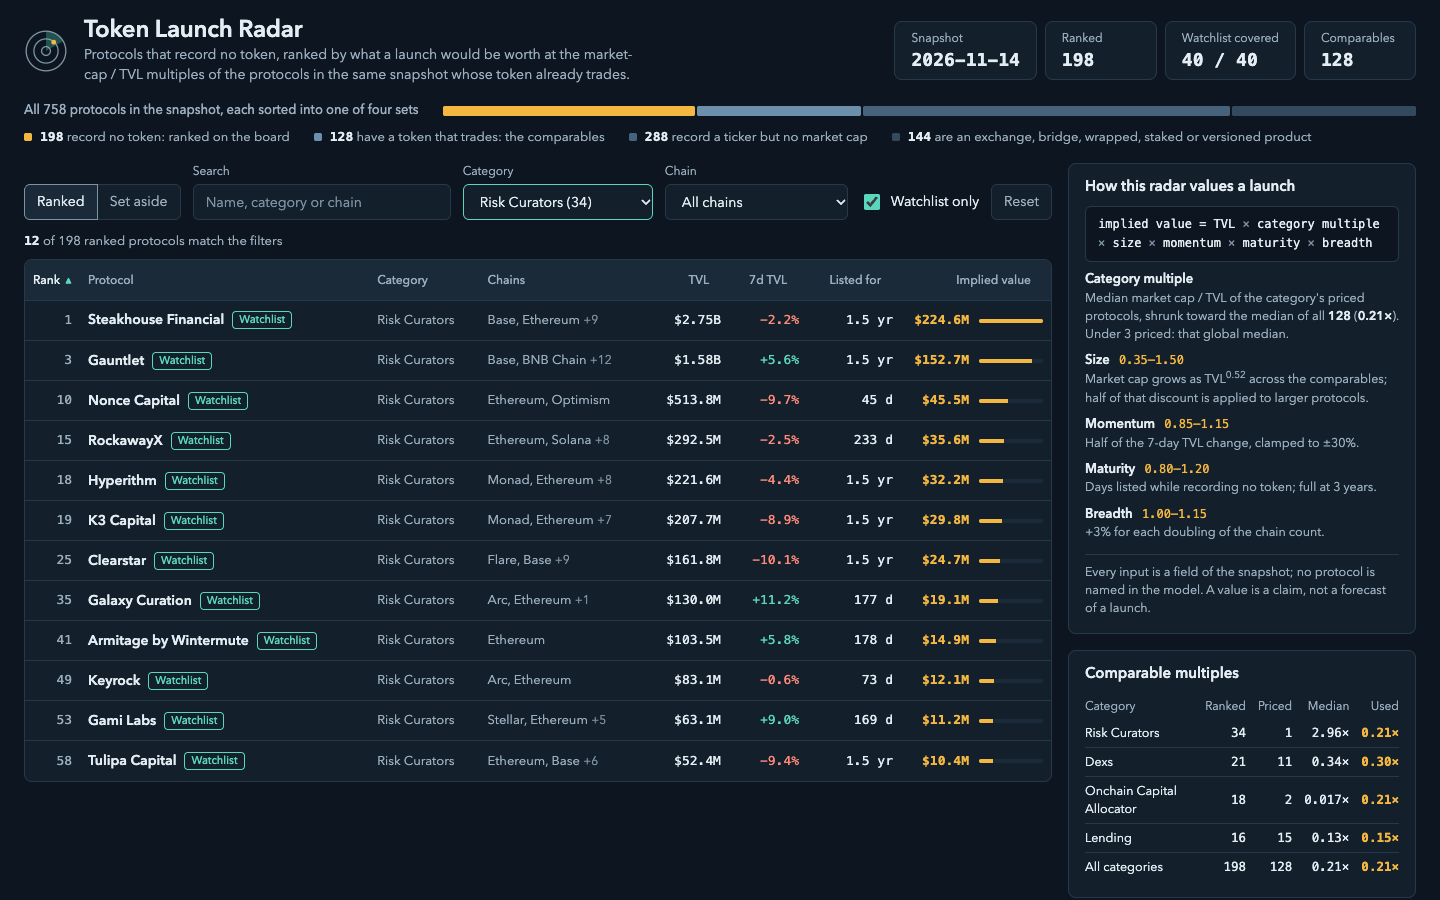 Token Launch Radar
Protocols that record no token, ranked by what a launch would be worth at the market-
cap / TVL multiples of the protocols in the same snapshot whose token already trades.
Snapshot
2026-11-14
Ranked
198
Watchlist covered
40 / 40
Comparables
128
All 758 protocols in the snapshot, each sorted into one of four sets
198 record no token: ranked on the board
128 have a token that trades: the comparables
288 record a ticker but no market cap
144 are an exchange, bridge, wrapped, staked or versioned product
Ranked
Set aside
Search
Name, category or chain
Category
Risk Curators (34)
Chain
All chains
Watchlist only
Reset
12 of 198 ranked protocols match the filters
Rank ▲ Protocol Category Chains TVL 7d TVL Listed for Implied value
1 Steakhouse Financial Watchlist Risk Curators Base, Ethereum +9 $2.75B −2.2% 1.5 yr $224.6M
3 Gauntlet Watchlist Risk Curators Base, BNB Chain +12 $1.58B +5.6% 1.5 yr $152.7M
10 Nonce Capital Watchlist Risk Curators Ethereum, Optimism $513.8M −9.7% 45 d $45.5M
15 RockawayX Watchlist Risk Curators Ethereum, Solana +8 $292.5M −2.5% 233 d $35.6M
18 Hyperithm Watchlist Risk Curators Monad, Ethereum +8 $221.6M −4.4% 1.5 yr $32.2M
19 K3 Capital Watchlist Risk Curators Monad, Ethereum +7 $207.7M −8.9% 1.5 yr $29.8M
25 Clearstar Watchlist Risk Curators Flare, Base +9 $161.8M −10.1% 1.5 yr $24.7M
35 Galaxy Curation Watchlist Risk Curators Arc, Ethereum +1 $130.0M +11.2% 177 d $19.1M
41 Armitage by Wintermute Watchlist Risk Curators Ethereum $103.5M +5.8% 178 d $14.9M
49 Keyrock Watchlist Risk Curators Arc, Ethereum $83.1M −0.6% 73 d $12.1M
53 Gami Labs Watchlist Risk Curators Stellar, Ethereum +5 $63.1M +9.0% 169 d $11.2M
58 Tulipa Capital Watchlist Risk Curators Ethereum, Base +6 $52.4M −9.4% 1.5 yr $10.4M
How this radar values a launch
implied value = TVL × category multiple
× size × momentum × maturity × breadth
Category multiple
Median market cap / TVL of the category's priced
protocols, shrunk toward the median of all 128 (0.21×).
Under 3 priced: that global median.
Size 0.35–1.50
Market cap grows as TVL0.52 across the comparables;
half of that discount is applied to larger protocols.
Momentum 0.85–1.15
Half of the 7-day TVL change, clamped to ±30%.
Maturity 0.80–1.20
Days listed while recording no token; full at 3 years.
Breadth 1.00–1.15
+3% for each doubling of the chain count.
Every input is a field of the snapshot; no protocol is
named in the model. A value is a claim, not a forecast
of a launch.
Comparable multiples
Category Ranked Priced Median Used
Risk Curators 34 1 2.96× 0.21×
Dexs 21 11 0.34× 0.30×
Onchain Capital
Allocator 18 2 0.017× 0.21×
Lending 16 15 0.13× 0.15×
All categories 198 128 0.21× 0.21×